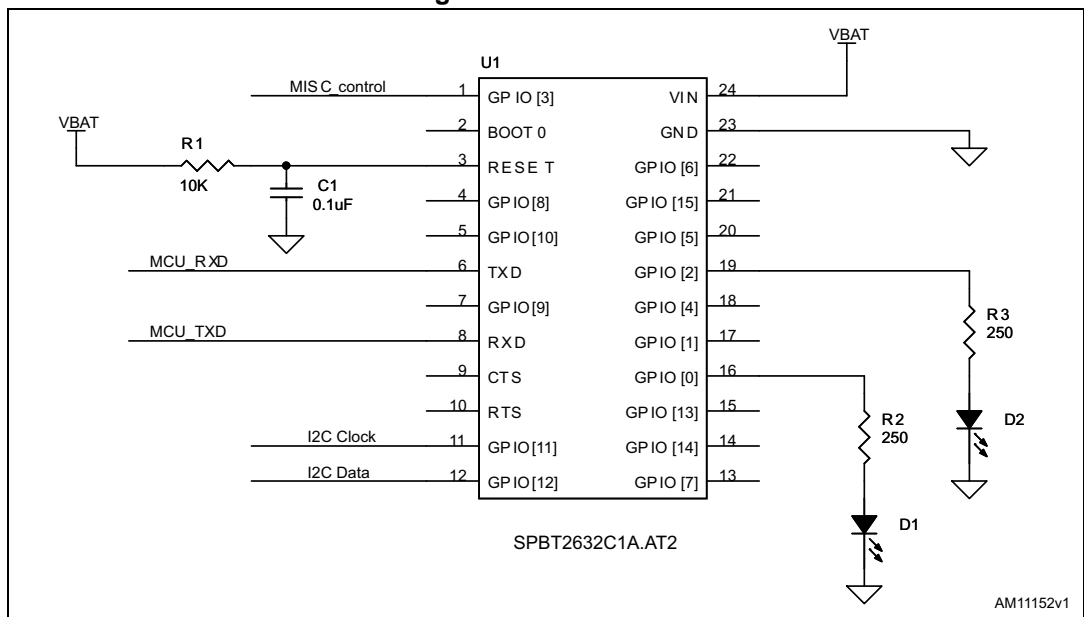 VBAT
U1
MISC_control
1
GPIO [3]
VIN
24
VBAT
2
BOOT 0
GND
23
R1
10K
3
RESET
GPIO [6]
22
C1
0.1uF
4
GPIO[8]
GPIO [15]
21
5
GPIO[10]
GPIO [5]
20
MCU_RXD
6
TXD
GPIO [2]
19
7
GPIO[9]
GPIO [4]
18
R3
250
MCU_TXD
8
RXD
GPIO [1]
17
9
CTS
GPIO [0]
16
10
RTS
GPIO [13]
15
R2
250
D2
I2C Clock
11
GPIO[11]
GPIO [14]
14
I2C Data
12
GPIO[12]
GPIO [7]
13
D1
SPBT2632C1A.AT2
AM11152v1